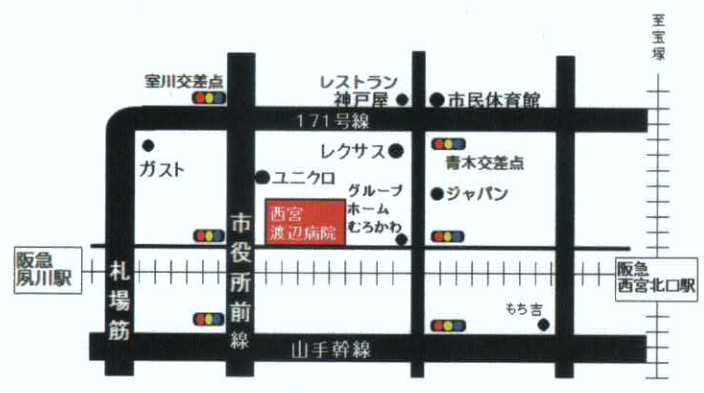 至宝塚
室川交差点
レストラン
神戸屋
市民体育館
171号線
ガスト
レクサス
青木交差点
ユニクロ
グループ
ホーム
むろかわ
ジャパン
西宮
渡辺病院
市役所前線
札場筋
阪急
夙川駅
阪急
西宮北口駅
もち吉
山手幹線